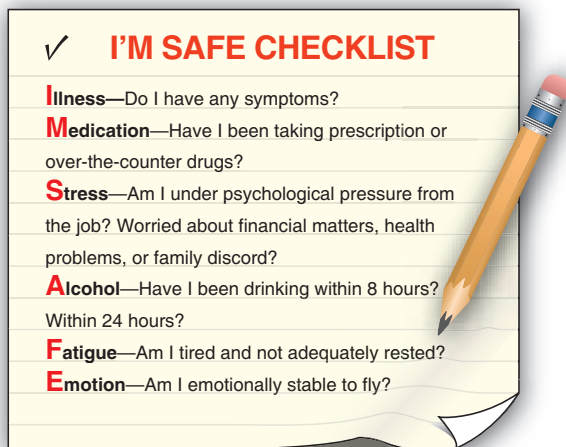 ✓ I'M SAFE CHECKLIST
Illness—Do I have any symptoms?
Medication—Have I been taking prescription or
over-the-counter drugs?
Stress—Am I under psychological pressure from
the job? Worried about financial matters, health
problems, or family discord?
Alcohol—Have I been drinking within 8 hours?
Within 24 hours?
Fatigue—Am I tired and not adequately rested?
Emotion—Am I emotionally stable to fly?